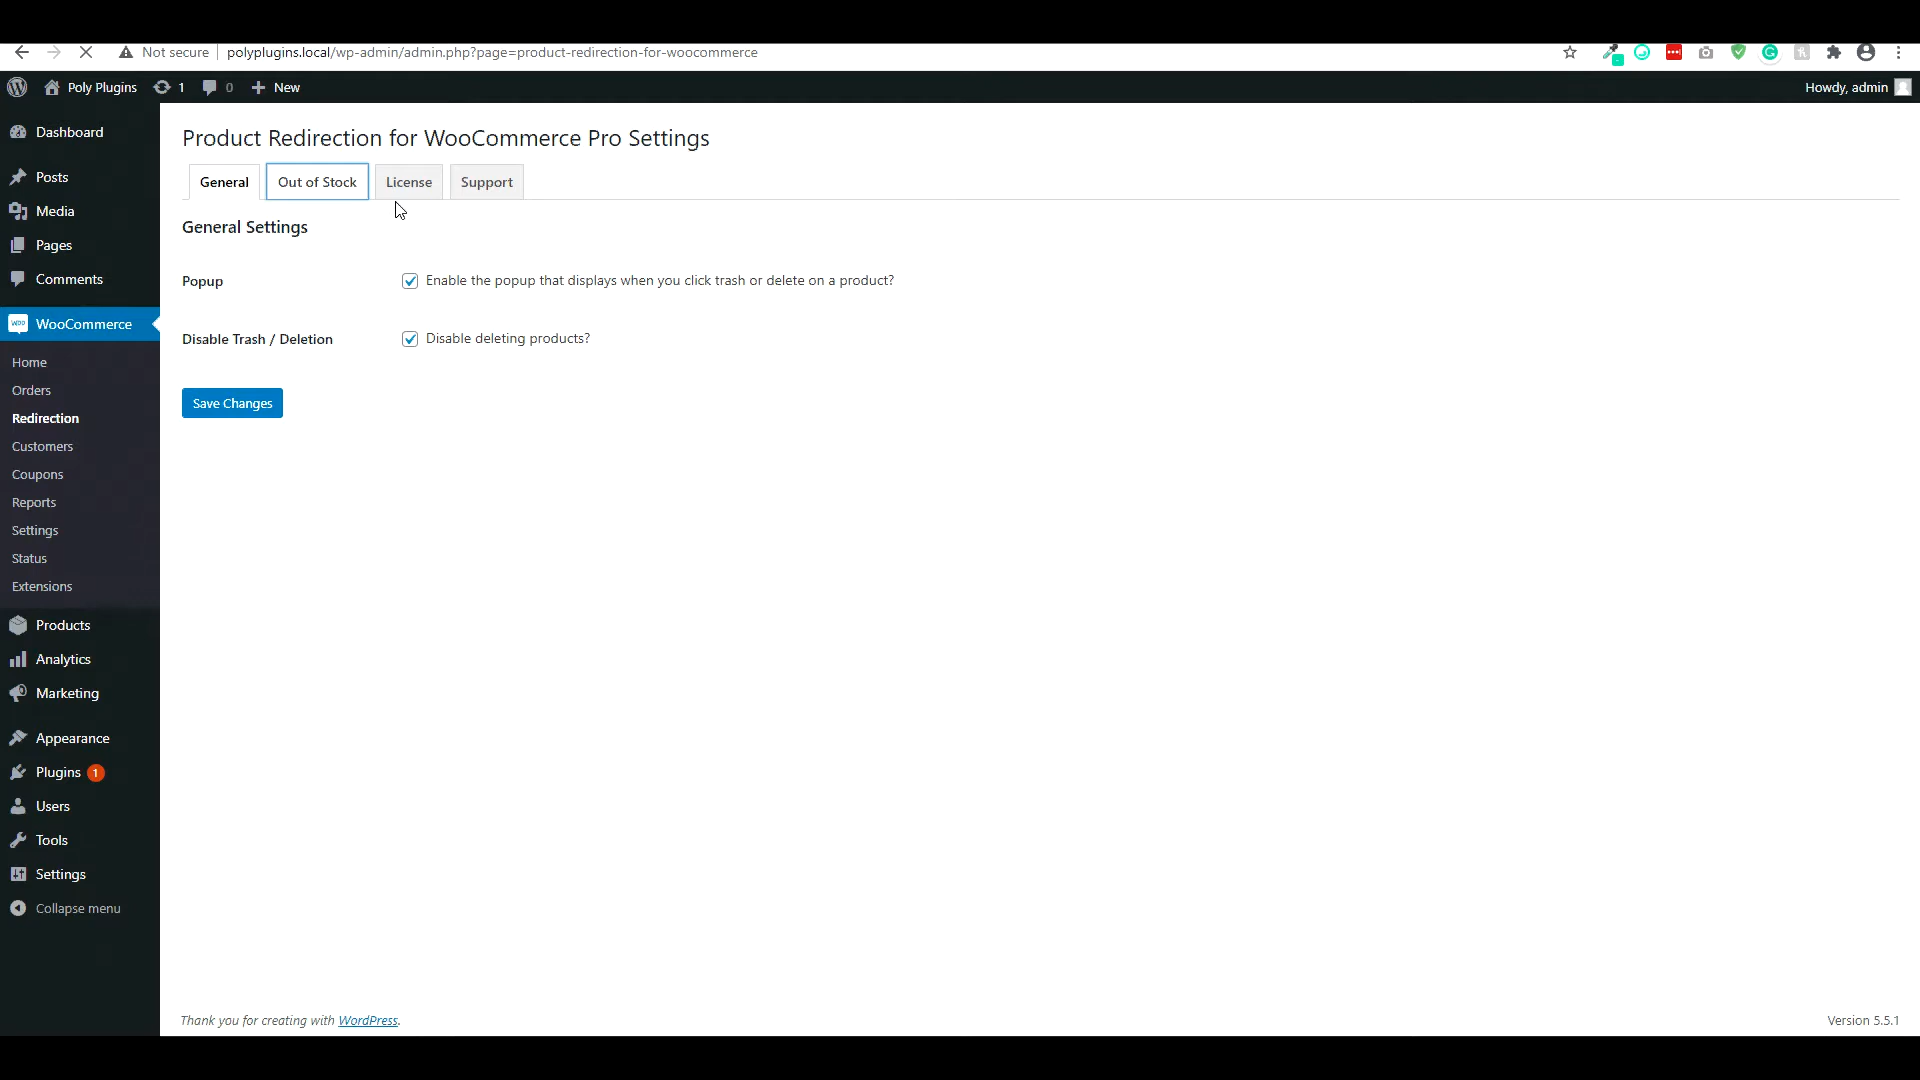 Not secure polyplugins.local/wp-admin/admin.php?page=product-redirection-for-woocommerce
Poly Plugins 1 0 New Howdy, admin
Dashboard
Posts
Media
Pages
Comments
WooCommerce
Home
Orders
Redirection
Customers
Coupons
Reports
Settings
Status
Extensions
Products
Analytics
Marketing
Appearance
Plugins 1
Users
Tools
Settings
Collapse menu
Product Redirection for WooCommerce Pro Settings
General Out of Stock License Support
General Settings
Popup Enable the popup that displays when you click trash or delete on a product?
Disable Trash / Deletion Disable deleting products?
Save Changes
Thank you for creating with WordPress. Version 5.5.1